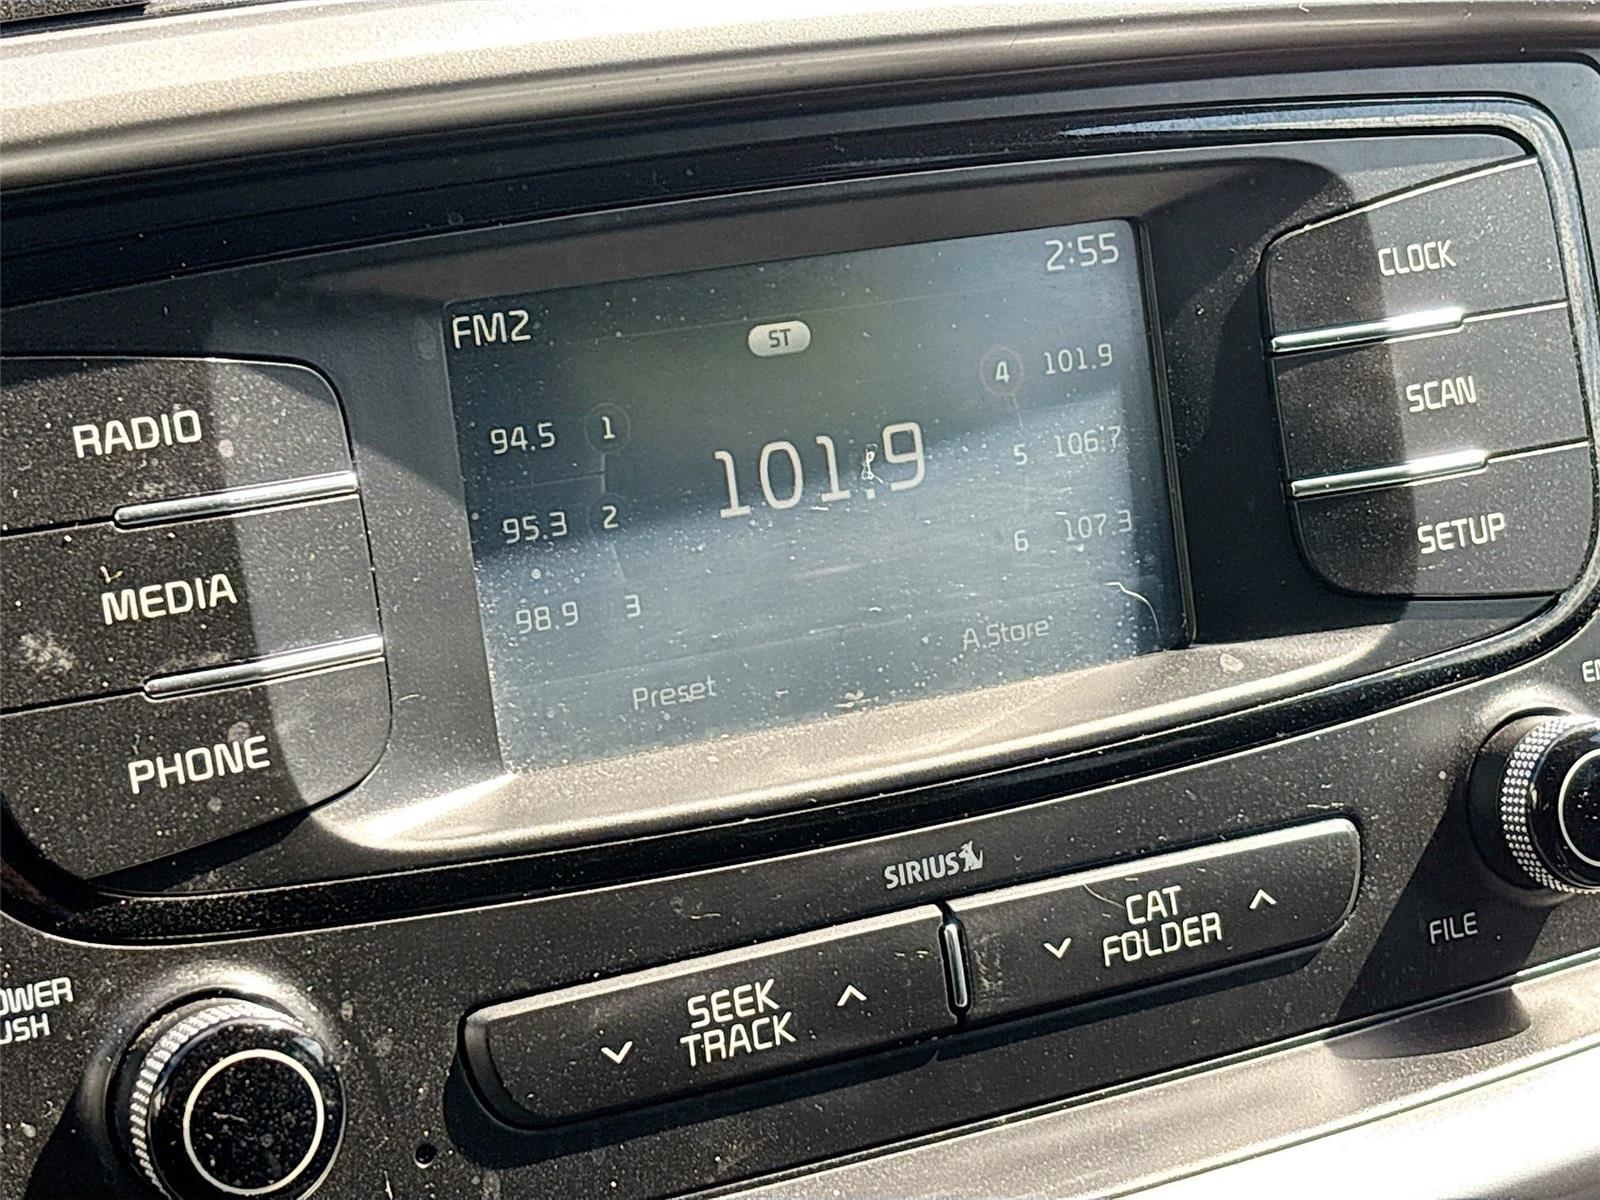 2:55
FM2
ST
94.5 1
95.3 2
98.9 3
101.9
4 101.9
5 106.7
6 107.3
Preset
A.Store
RADIO
MEDIA
PHONE
CLOCK
SCAN
SETUP
SIRIUS
SEEK
TRACK
CAT
FOLDER
FILE